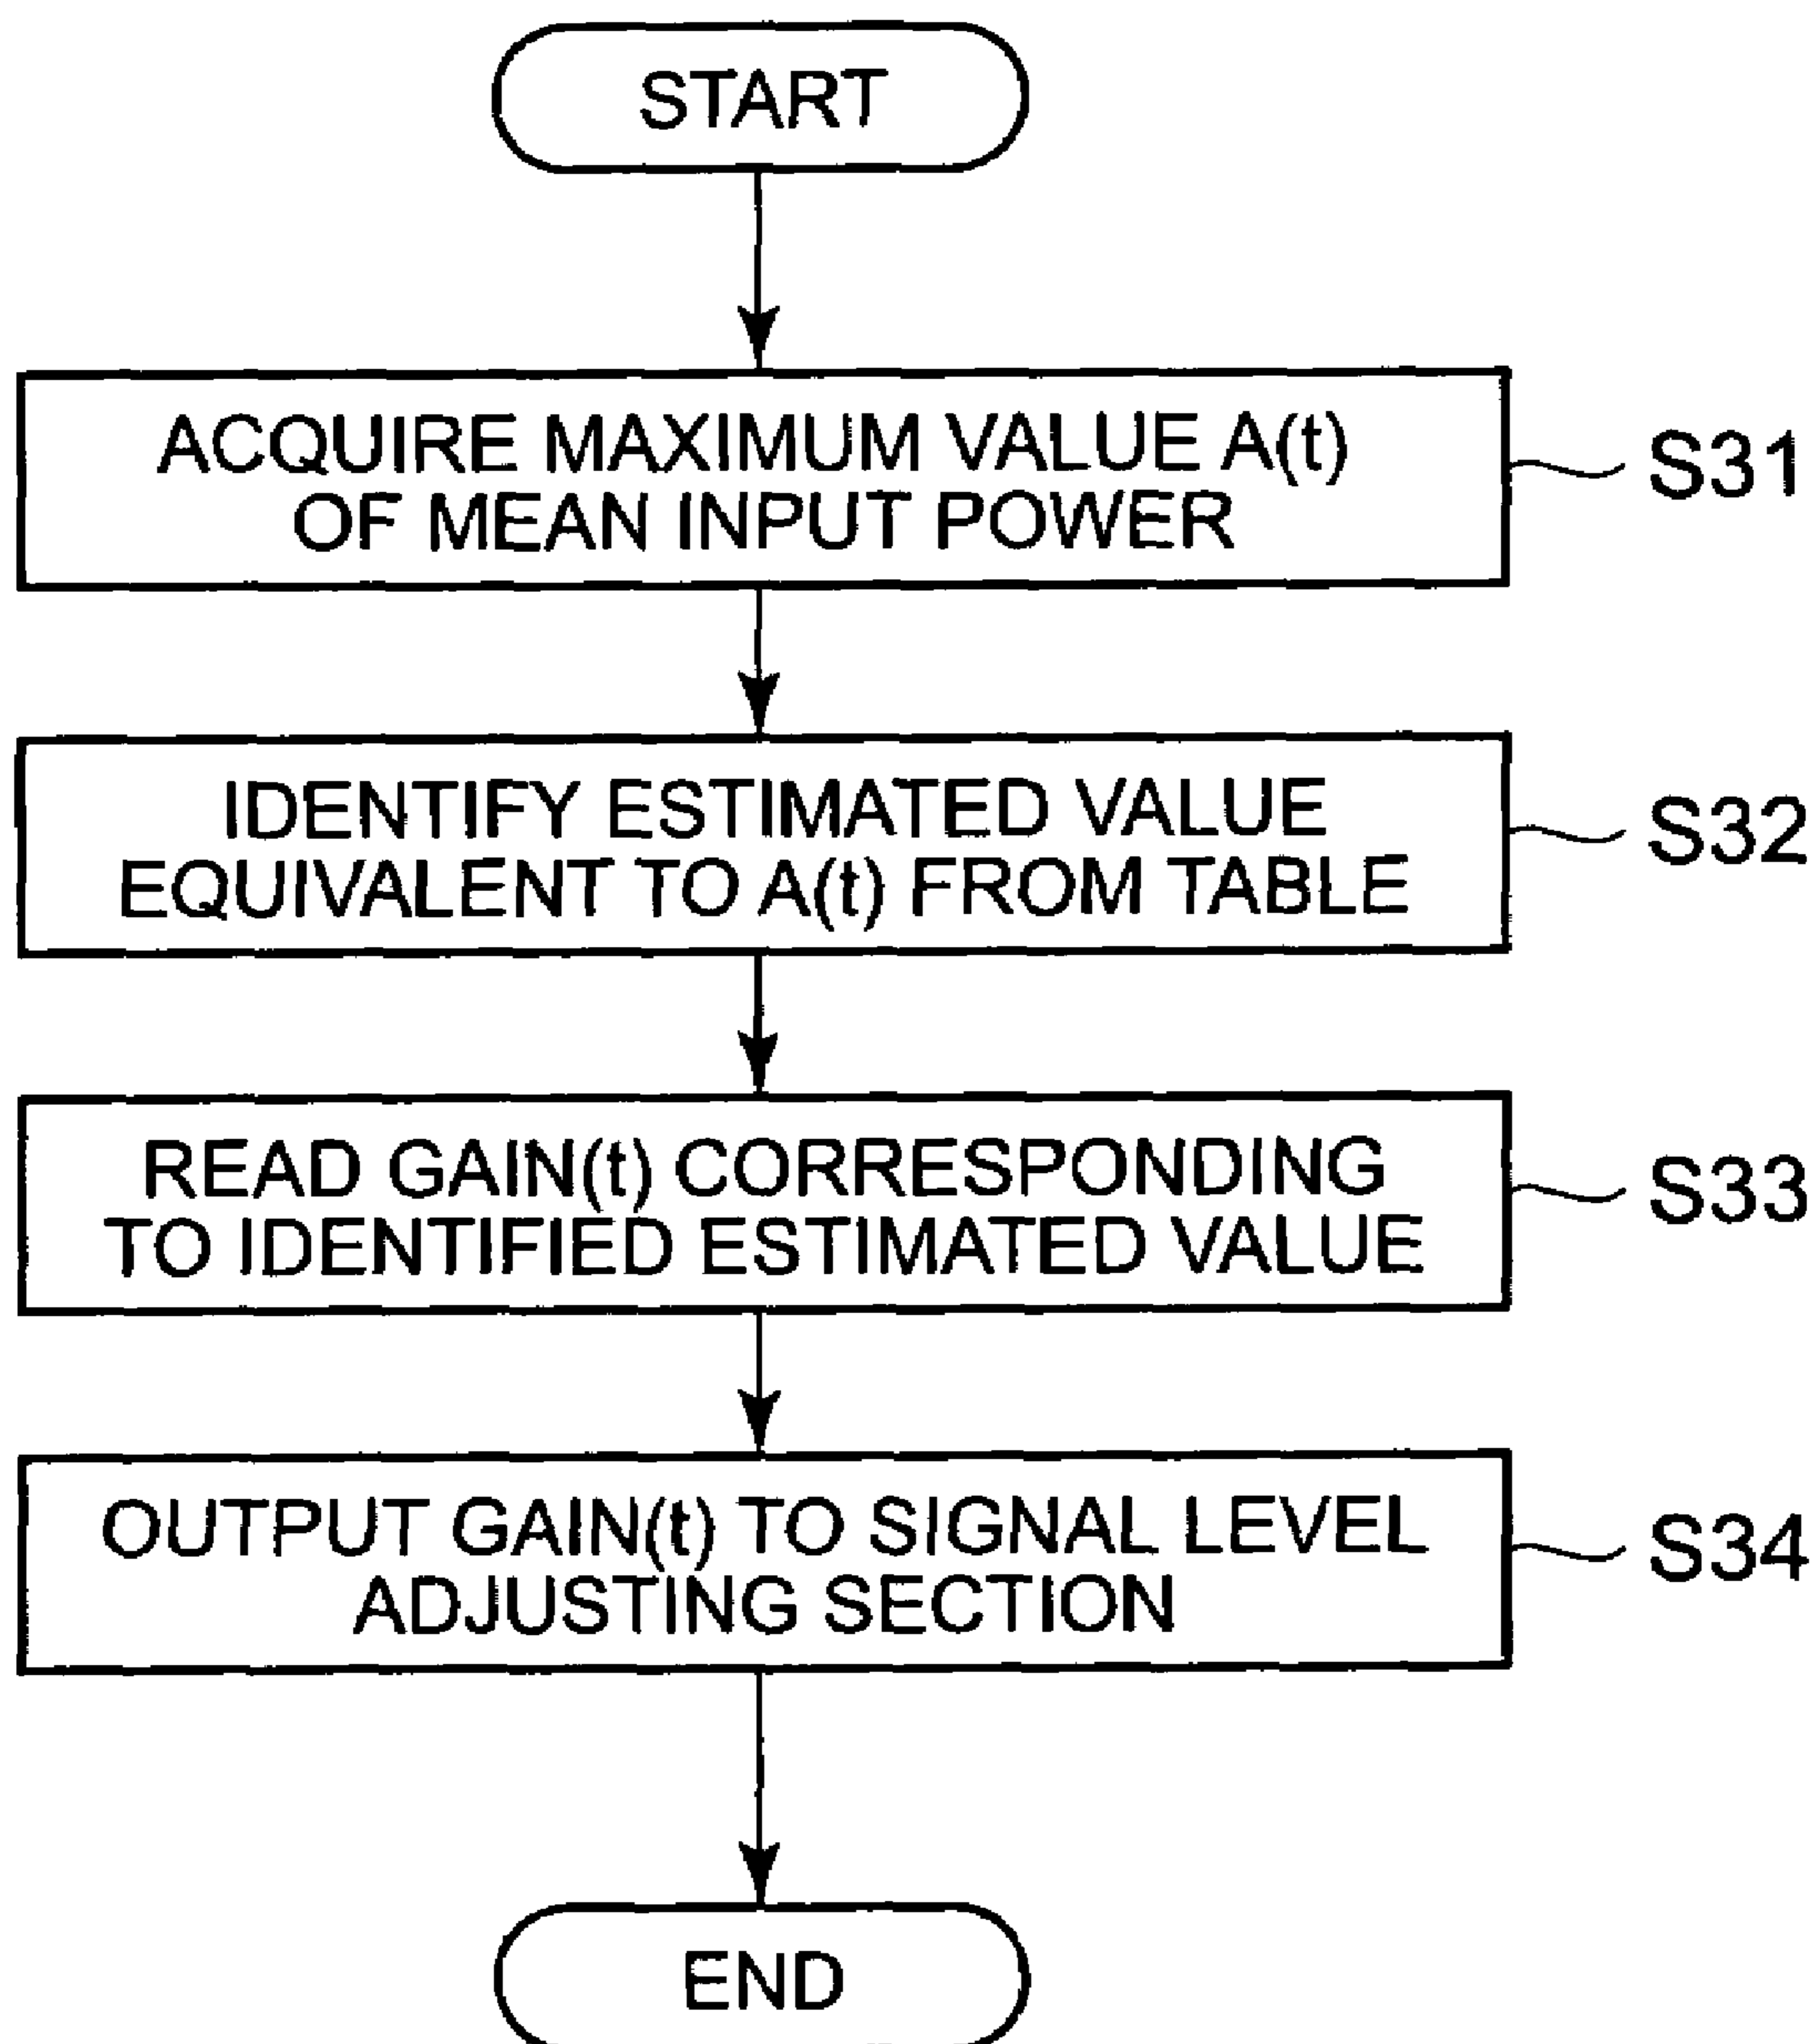 START
ACQUIRE MAXIMUM VALUE A(t)
OF MEAN INPUT POWER
S31
IDENTIFY ESTIMATED VALUE
EQUIVALENT TO A(t) FROM TABLE
S32
READ GAIN(t) CORRESPONDING
TO IDENTIFIED ESTIMATED VALUE
S33
OUTPUT GAIN(t) TO SIGNAL LEVEL
ADJUSTING SECTION
S34
END